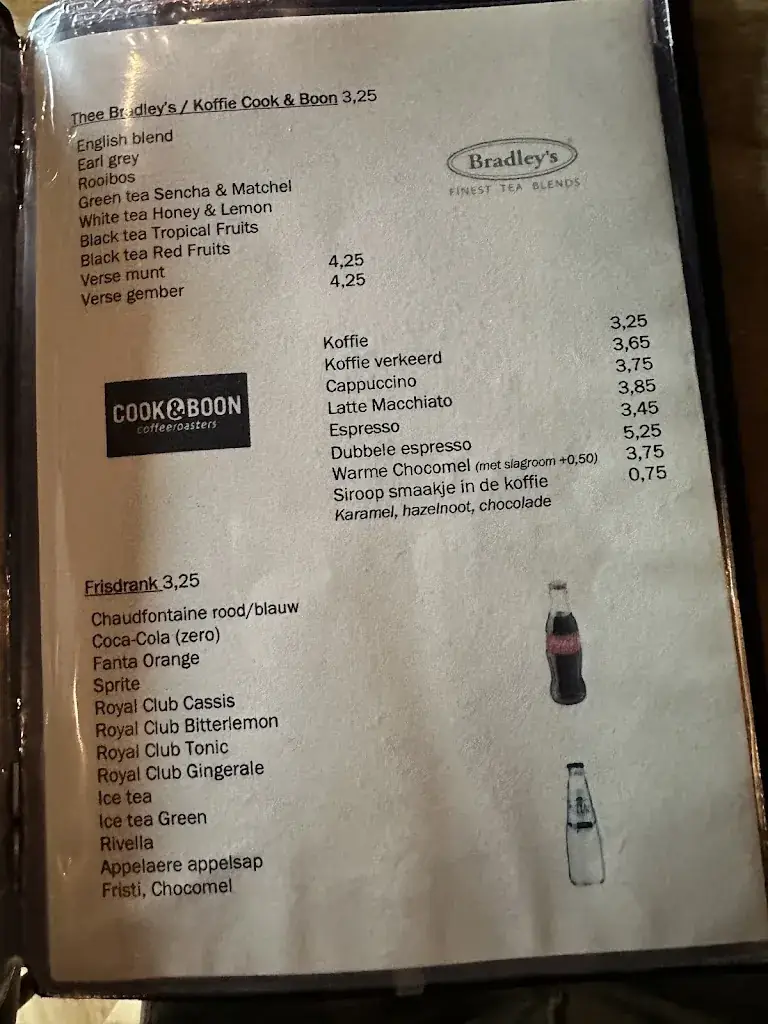 Thee Bradley's / Koffie Cook & Boon 3,25
English blend
Earl grey
Rooibos
Green tea Sencha & Matchel
White tea Honey & Lemon
Black tea Tropical Fruits
Black tea Red Fruits
Verse munt 4,25
Verse gember 4,25
Bradley's
FINEST TEA BLENDS
COOK&BOON
coffeeroasters
Koffie 3,25
Koffie verkeerd 3,65
Cappuccino 3,75
Latte Macchiato 3,85
Espresso 3,45
Dubbele espresso 5,25
Warme Chocomel (met slagroom +0,50) 3,75
Siroop smaakje in de koffie 0,75
Karamel, hazelnoot, chocolade
Frisdrank 3,25
Chaudfontaine rood/blauw
Coca-Cola (zero)
Fanta Orange
Sprite
Royal Club Cassis
Royal Club Bitterlemon
Royal Club Tonic
Royal Club Gingerale
Ice tea
Ice tea Green
Rivella
Appelaere appelsap
Fristi, Chocomel